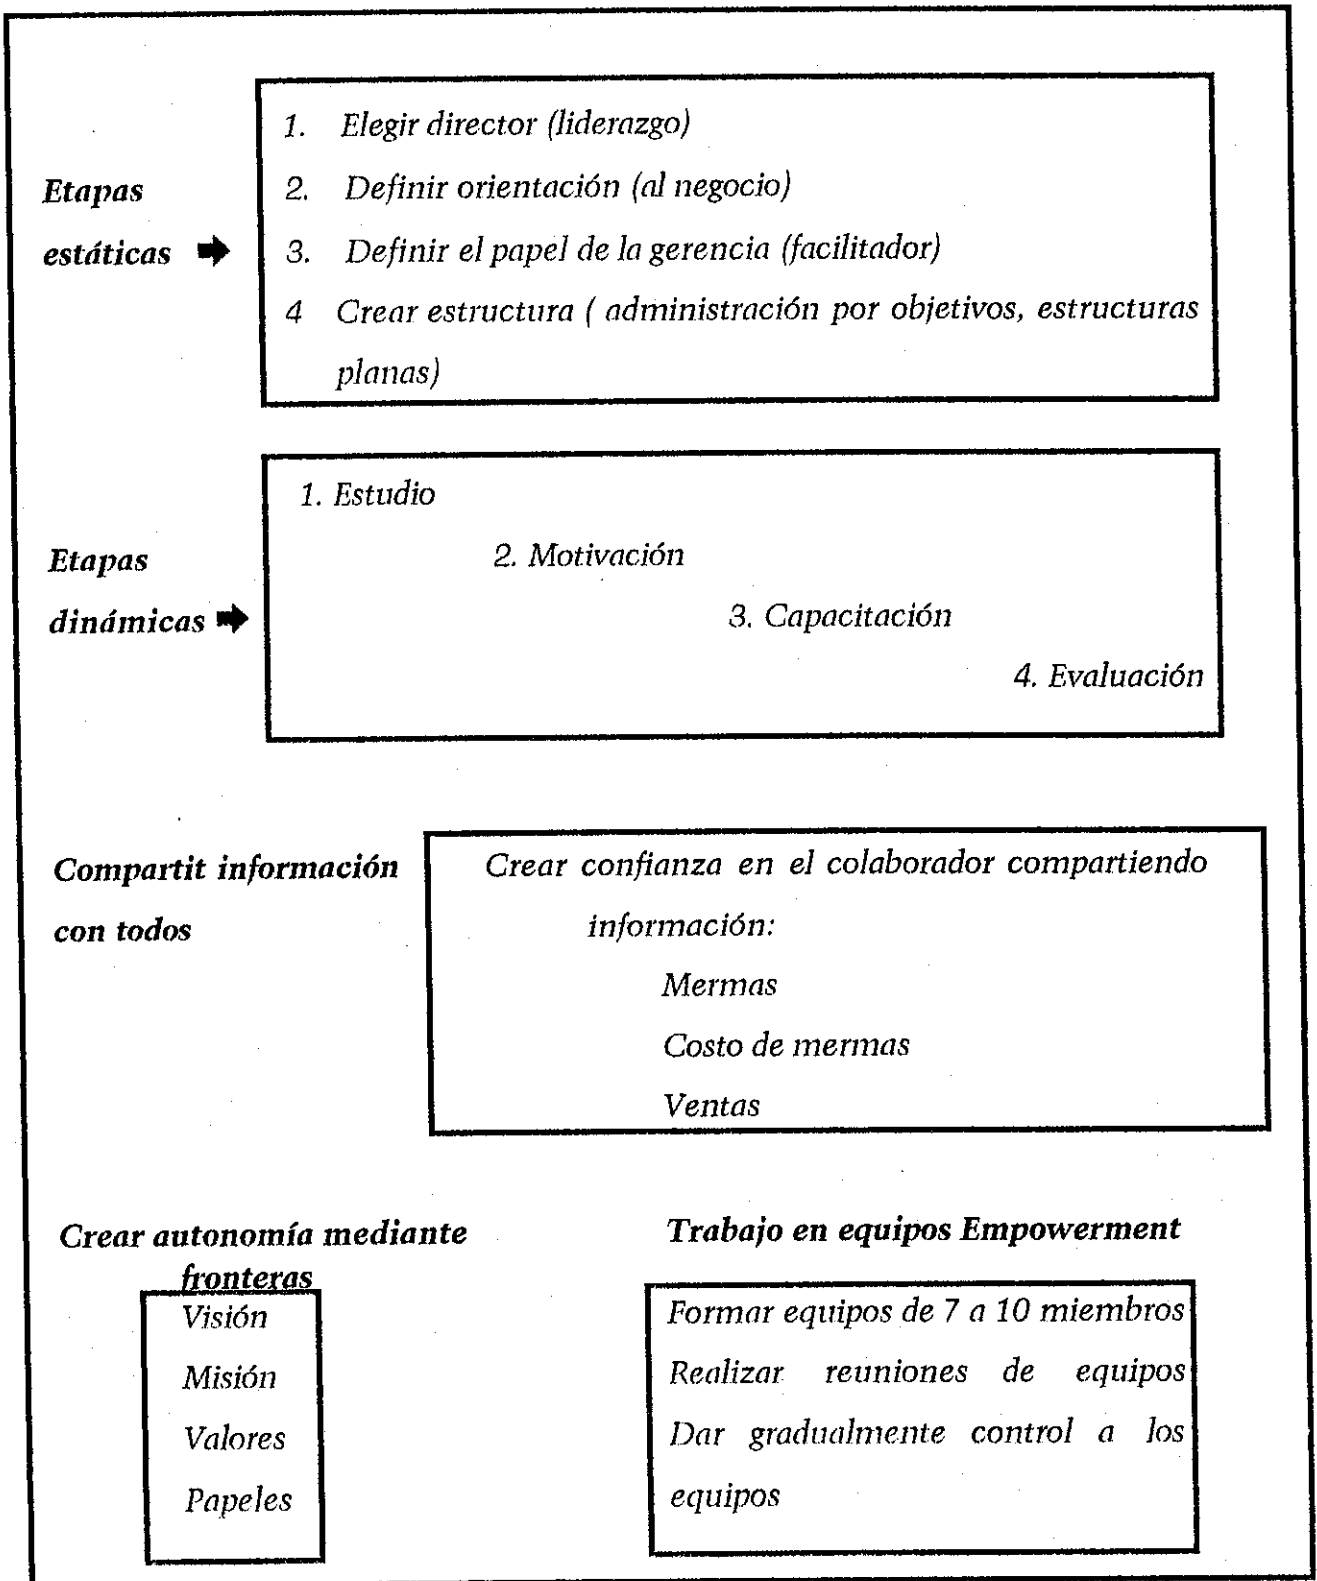 1. Elegir director (liderazgo)
Etapas
2. Definir orientación (al negocio)
estáticas
3. Definir el papel de la gerencia (facilitador)
4 Crear estructura ( administración por objetivos, estructuras
planas)
1. Estudio
Etapas
2. Motivación
dinámicas
3. Capacitación
4. Evaluación
Compartit información
con todos
Crear confianza en el colaborador compartiendo
información:
Mermas
Costo de mermas
Ventas
Crear autonomía mediante
fronteras
Visión
Misión
Valores
Papeles
Trabajo en equipos Empowerment
Formar equipos de 7 a 10 miembros
Realizar reuniones de equipos
Dar gradualmente control a los
equipos